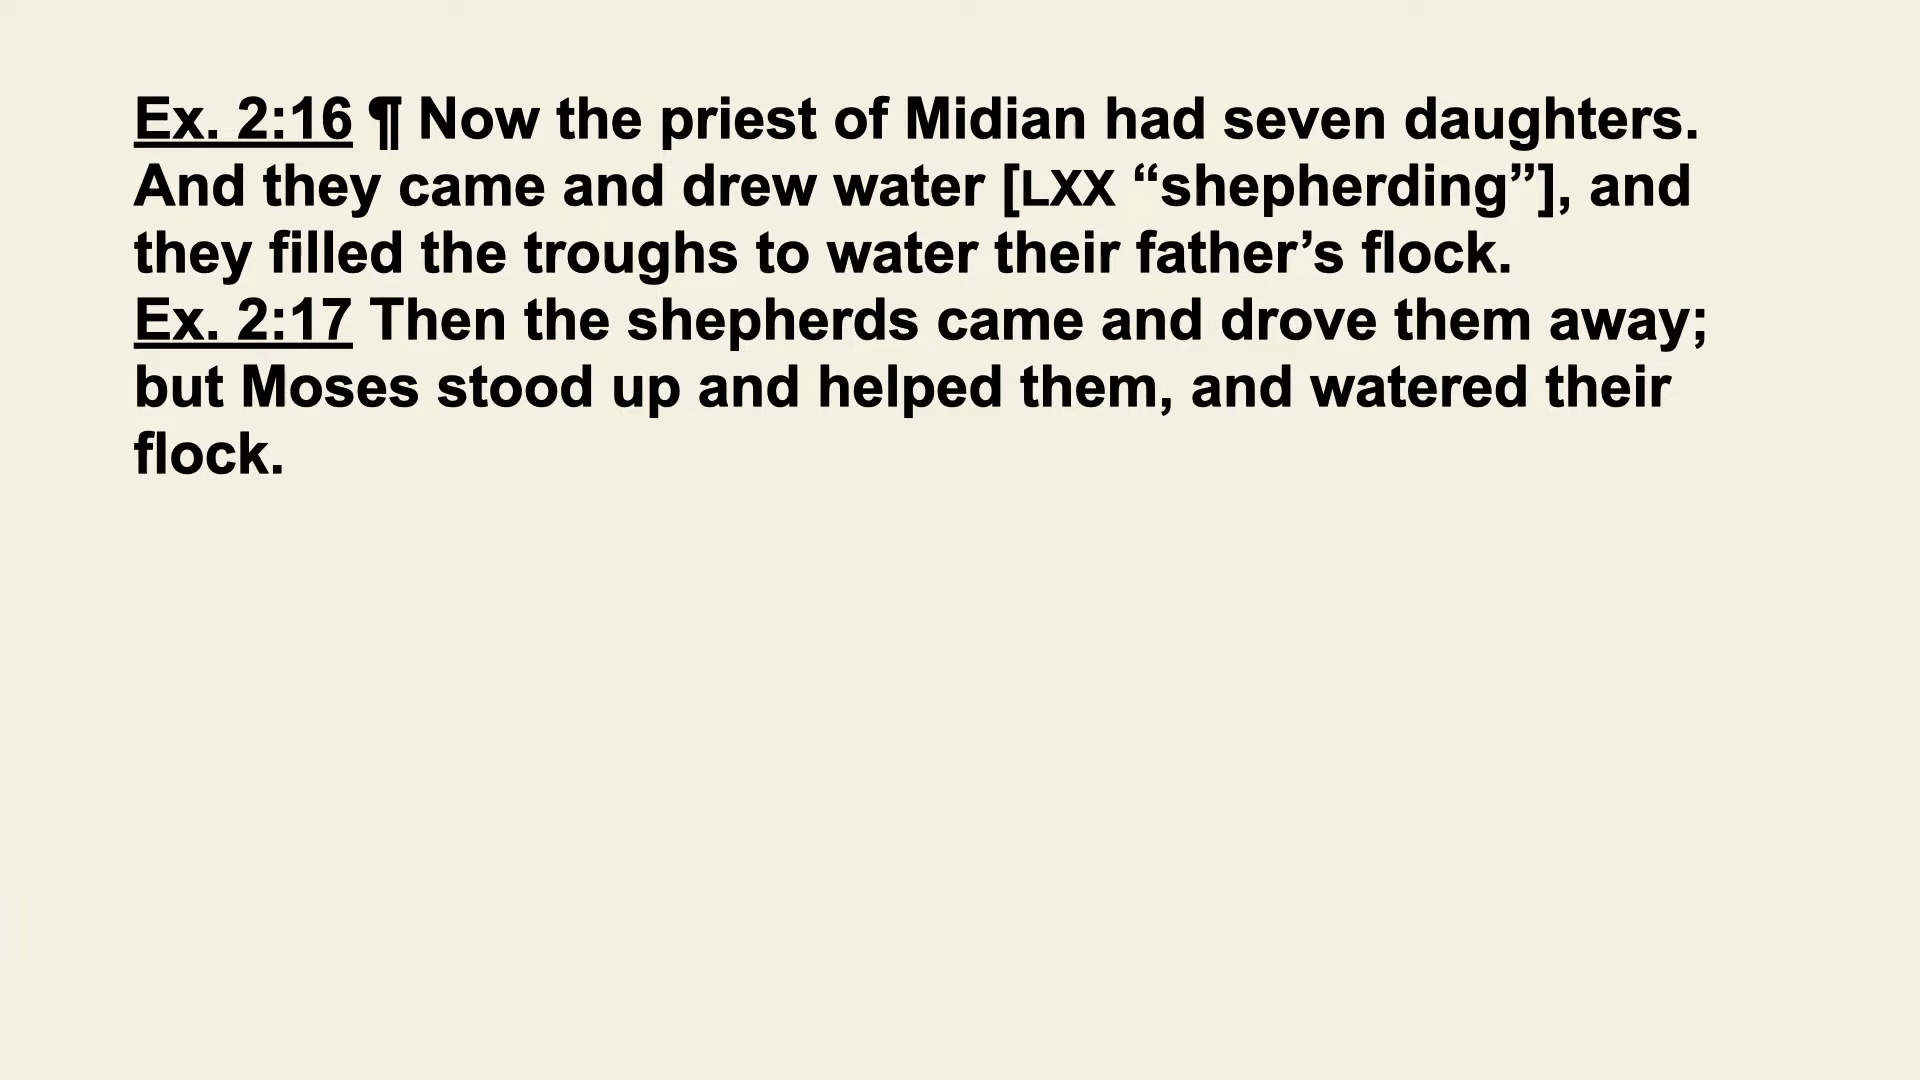 Ex. 2:16 ¶ Now the priest of Midian had seven daughters.
And they came and drew water [LXX “shepherding”], and
they filled the troughs to water their father’s flock.
Ex. 2:17 Then the shepherds came and drove them away;
but Moses stood up and helped them, and watered their
flock.